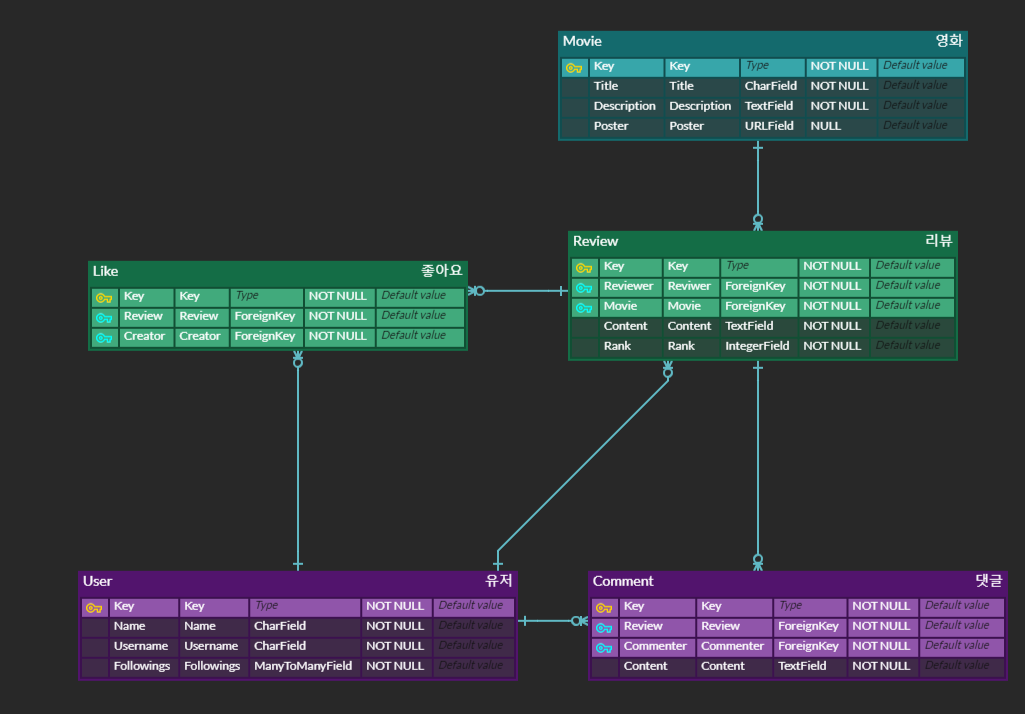 Movie 영화
Key Key Type NOT NULL Default value
Title Title CharField NOT NULL Default value
Description Description TextField NOT NULL Default value
Poster Poster URLField NULL Default value
Review 리뷰
Key Key Type NOT NULL Default value
Reviewer Reviwer ForeignKey NOT NULL Default value
Movie Movie ForeignKey NOT NULL Default value
Content Content TextField NOT NULL Default value
Rank Rank IntegerField NOT NULL Default value
Like 좋아요
Key Key Type NOT NULL Default value
Review Review ForeignKey NOT NULL Default value
Creator Creator ForeignKey NOT NULL Default value
User 유저
Key Key Type NOT NULL Default value
Name Name CharField NOT NULL Default value
Username Username CharField NOT NULL Default value
Followings Followings ManyToManyField NOT NULL Default value
Comment 댓글
Key Key Type NOT NULL Default value
Review Review ForeignKey NOT NULL Default value
Commenter Commenter ForeignKey NOT NULL Default value
Content Content TextField NOT NULL Default value